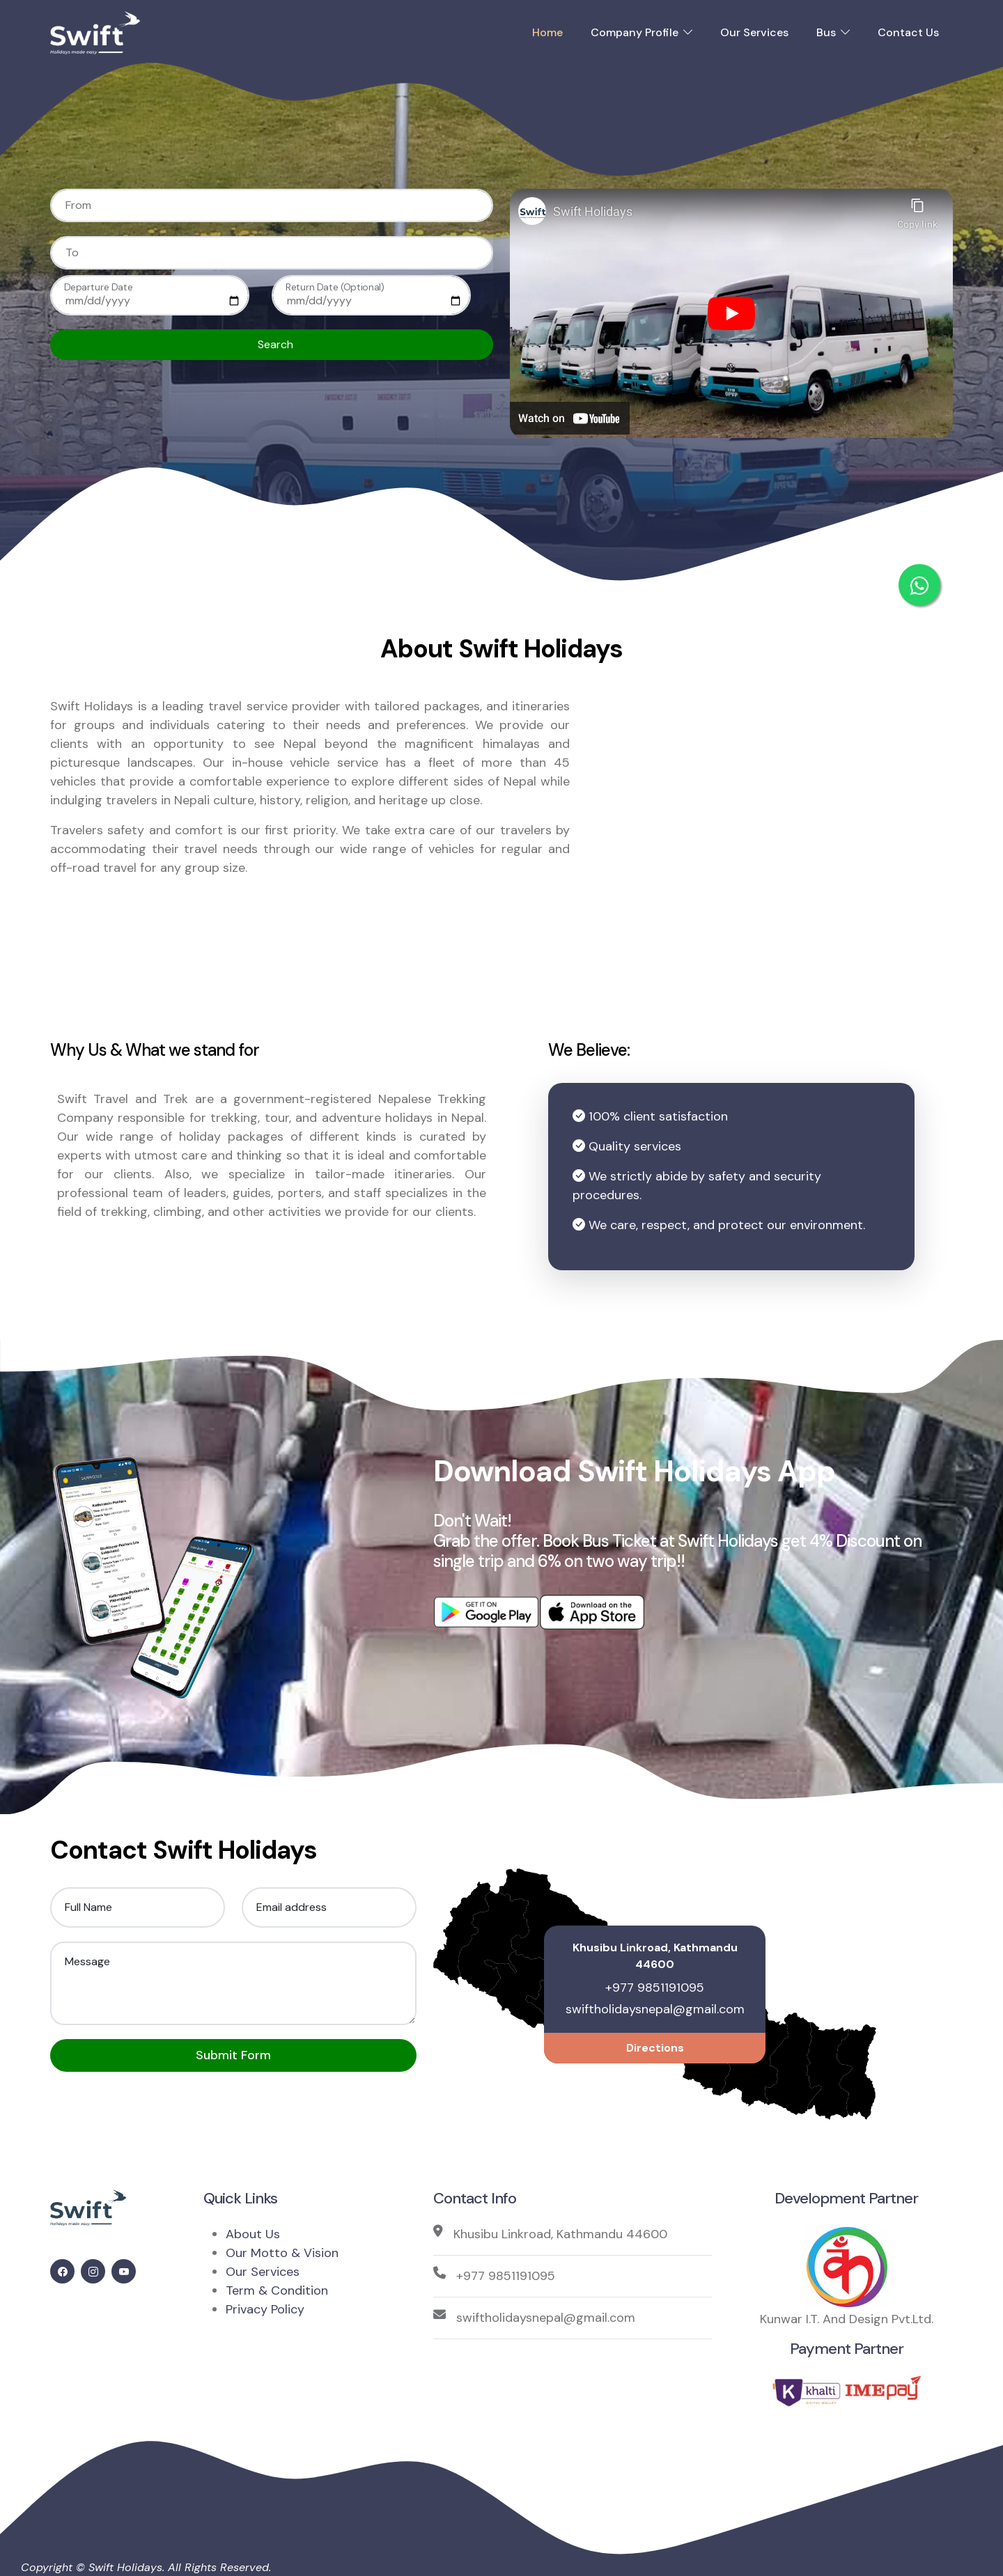 Swift
Holidays made easy
Home
Company Profile
Our Services
Bus
Contact Us
From
To
Departure Date
mm/dd/yyyy
Return Date (Optional)
mm/dd/yyyy
Search
Swift
Swift Holidays
Copy link
Watch on YouTube
About Swift Holidays
Swift Holidays is a leading travel service provider with tailored packages, and itineraries
for groups and individuals catering to their needs and preferences. We provide our
clients with an opportunity to see Nepal beyond the magnificent himalayas and
picturesque landscapes. Our in-house vehicle service has a fleet of more than 45
vehicles that provide a comfortable experience to explore different sides of Nepal while
indulging travelers in Nepali culture, history, religion, and heritage up close.
Travelers safety and comfort is our first priority. We take extra care of our travelers by
accommodating their travel needs through our wide range of vehicles for regular and
off-road travel for any group size.
Why Us & What we stand for
Swift Travel and Trek are a government-registered Nepalese Trekking
Company responsible for trekking, tour, and adventure holidays in Nepal.
Our wide range of holiday packages of different kinds is curated by
experts with utmost care and thinking so that it is ideal and comfortable
for our clients. Also, we specialize in tailor-made itineraries. Our
professional team of leaders, guides, porters, and staff specializes in the
field of trekking, climbing, and other activities we provide for our clients.
We Believe:
100% client satisfaction
Quality services
We strictly abide by safety and security
procedures.
We care, respect, and protect our environment.
Download Swift Holidays App
Don't Wait!
Grab the offer. Book Bus Ticket at Swift Holidays get 4% Discount on
single trip and 6% on two way trip!!
GET IT ON
Google Play
Download on the
App Store
Contact Swift Holidays
Full Name
Email address
Message
Submit Form
Khusibu Linkroad, Kathmandu
44600
+977 9851191095
swiftholidaysnepal@gmail.com
Directions
Swift
Holidays made easy
Quick Links
About Us
Our Motto & Vision
Our Services
Term & Condition
Privacy Policy
Contact Info
Khusibu Linkroad, Kathmandu 44600
+977 9851191095
swiftholidaysnepal@gmail.com
Development Partner
Kunwar I.T. And Design Pvt.Ltd.
Payment Partner
khalti
IME pay
Copyright © Swift Holidays. All Rights Reserved.